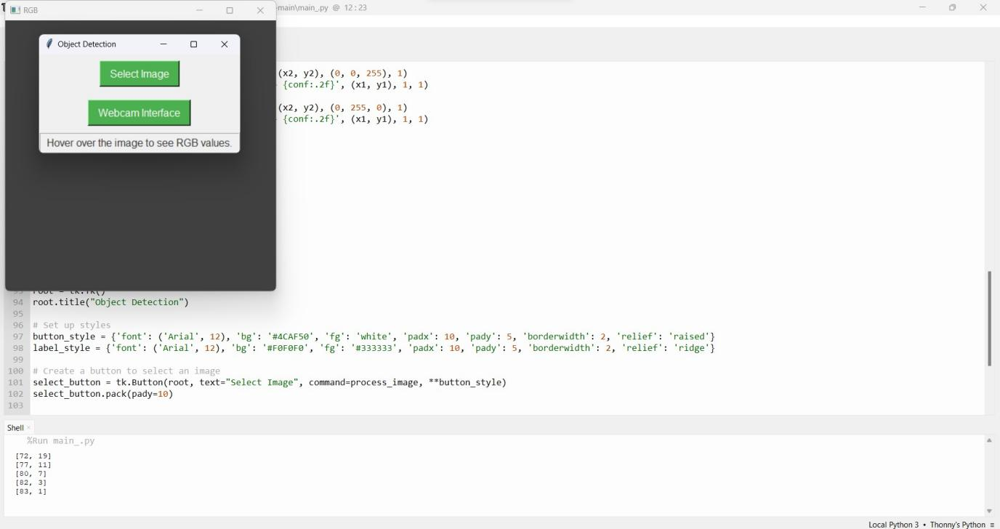 RGB
main\main_.py @ 12:23
Object Detection
Select Image
Webcam Interface
Hover over the image to see RGB values.
(x2, y2), (0, 0, 255), 1)
{conf:.2f}', (x1, y1), 1, 1)
(x2, y2), (0, 255, 0), 1)
{conf:.2f}', (x1, y1), 1, 1)
93 root = tk.Tk()
94 root.title("Object Detection")
95
96 # Set up styles
97 button_style = {'font': ('Arial', 12), 'bg': '#4CAF50', 'fg': 'white', 'padx': 10, 'pady': 5, 'borderwidth': 2, 'relief': 'raised'}
98 label_style = {'font': ('Arial', 12), 'bg': '#F0F0F0', 'fg': '#333333', 'padx': 10, 'pady': 5, 'borderwidth': 2, 'relief': 'ridge'}
99
100 # Create a button to select an image
101 select_button = tk.Button(root, text="Select Image", command=process_image, **button_style)
102 select_button.pack(pady=10)
103
Shell
%Run main_.py
[72, 19]
[77, 11]
[80, 7]
[82, 3]
[83, 1]
Local Python 3 • Thonny's Python ≡